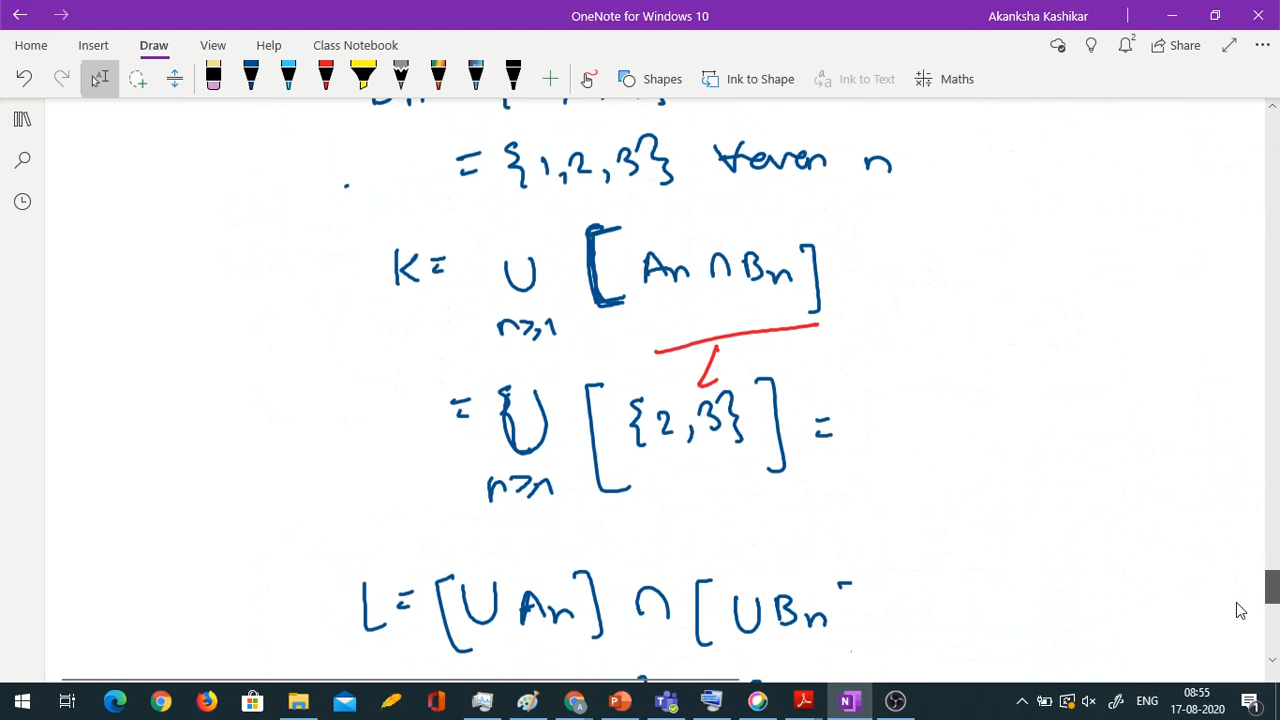 OneNote for Windows 10
Akanksha Kashikar
Home Insert Draw View Help Class Notebook
Share
Shapes Ink to Shape Ink to Text Maths
= {1,2,3} ∀even n
K= ∪ [An∩Bn]
n≥1
= ∪ [{2,3}] =
n≥n
L= [∪ An] ∩ [∪Bn
ENG
08:55
17-08-2020